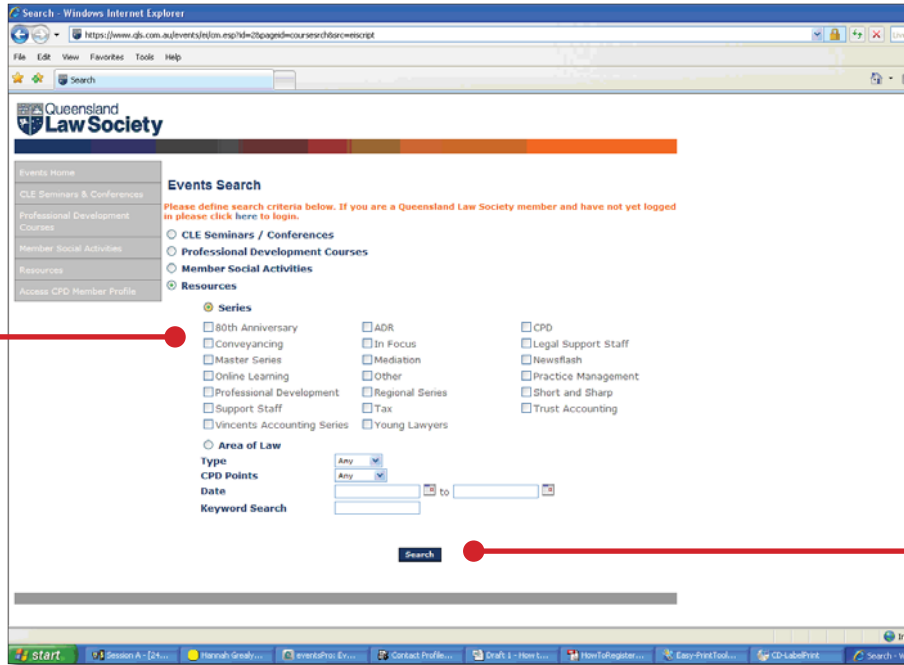 Search - Windows Internet Explorer
https://www.qls.com.au/events/ei/cm.esp?id=28pageid=coursesrch8src=eiscript
File Edit View Favorites Tools Help
Search
Queensland
Law Society
Events Home
CLE Seminars & Conferences
Professional Development
Courses
Member Social Activities
Resources
Access CPD Member Profile
Events Search
Please define search criteria below. If you are a Queensland Law Society member and have not yet logged
in please click here to login.
CLE Seminars / Conferences
Professional Development Courses
Member Social Activities
Resources
Series
80th Anniversary ADR CPD
Conveyancing In Focus Legal Support Staff
Master Series Mediation Newsflash
Online Learning Other Practice Management
Professional Development Regional Series Short and Sharp
Support Staff Tax Trust Accounting
Vincents Accounting Series Young Lawyers
Area of Law
Type Any
CPD Points Any
Date to
Keyword Search
Search
start Session A - [24... Hannah Grealy... eventsPro: Ev... Contact Profile... Draft 1 - How t... HowToRegister... Easy-PrintTool... CD-LabelPrint Search - W